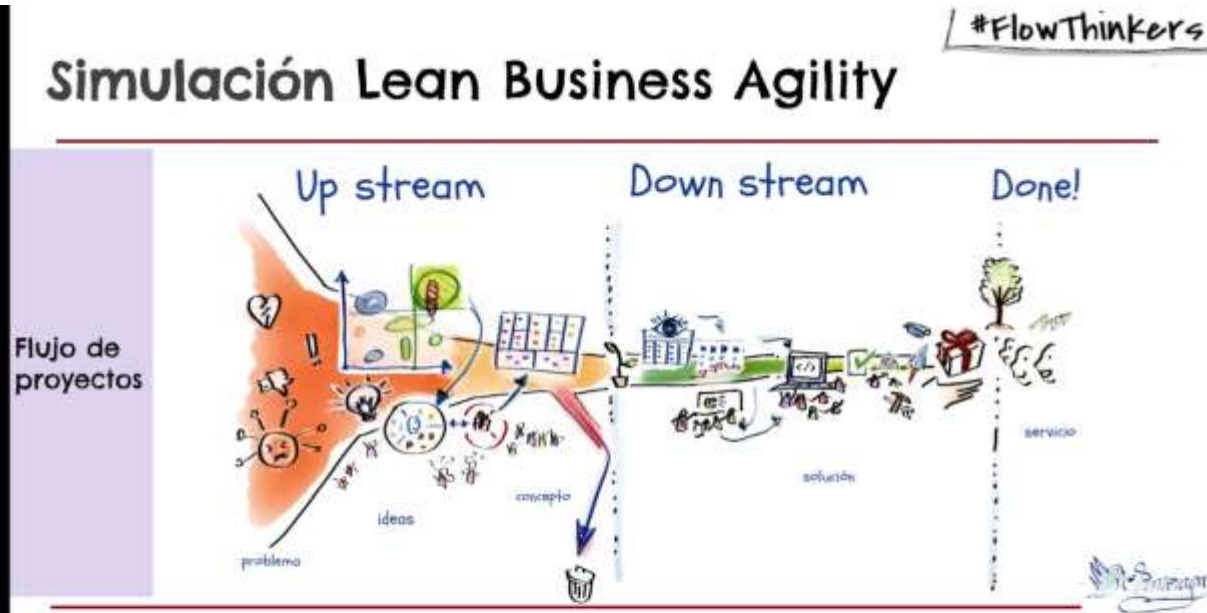 #FlowThinkers
Simulación Lean Business Agility
Up stream
Down stream
Done!
Flujo de
proyectos
servicio
solución
concepto
ideas
problema